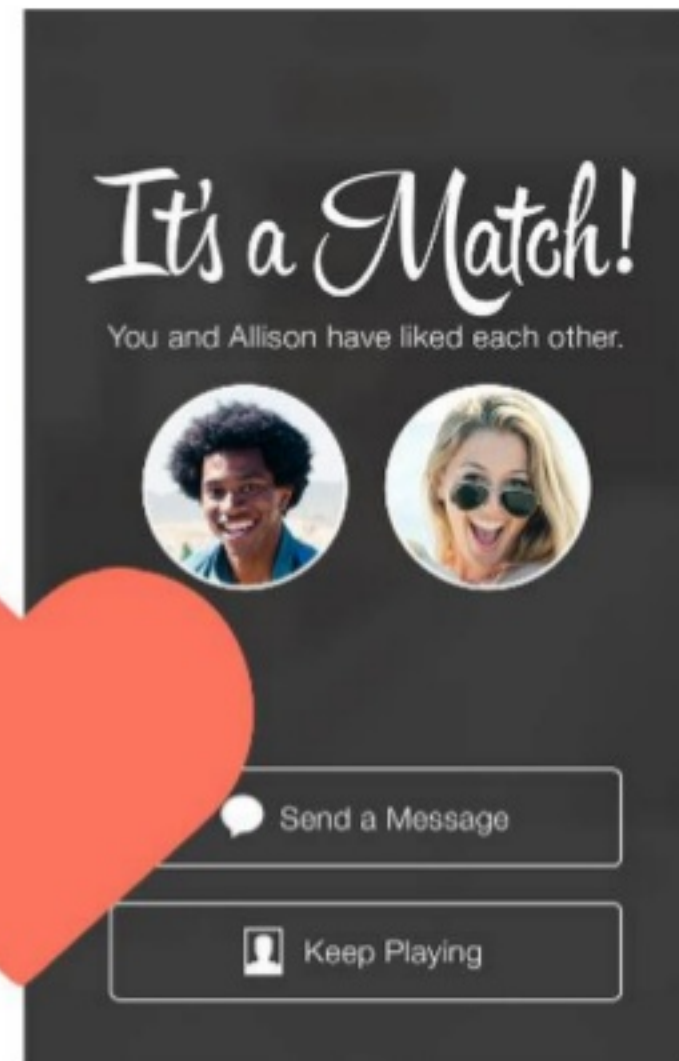 It's a Match!
You and Allison have liked each other.
Send a Message
Keep Playing